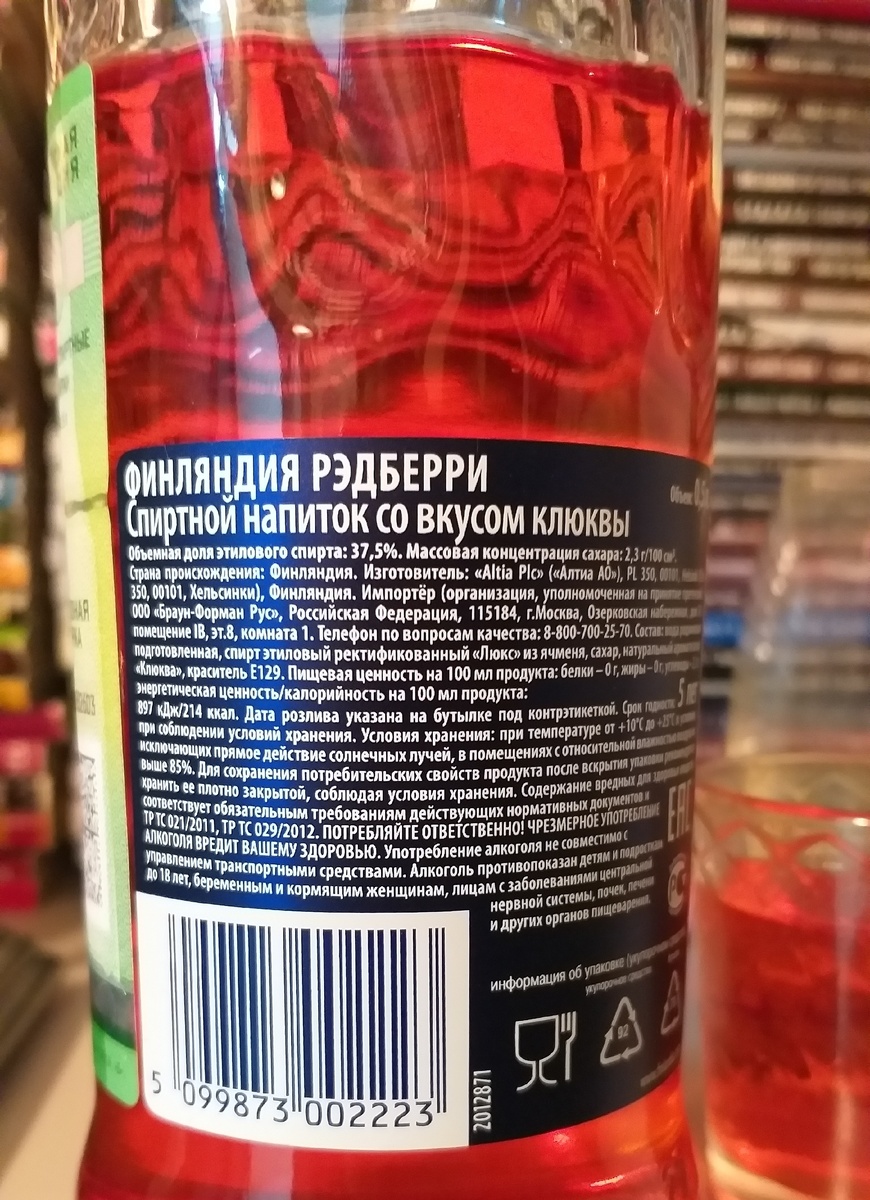 ФИНЛЯНДИЯ РЭДБЕРРИ
Спиртной напиток со вкусом клюквы
Объем:
Объемная доля этилового спирта: 37,5%. Массовая концентрация сахара: 2,3 г/100 см³.
Страна происхождения: Финляндия. Изготовитель: «Altia Plc» («Алтиа АО»), PL 350, 00101,
350, 00101, Хельсинки), Финляндия. Импортёр (организация, уполномоченная на принятие
ООО «Браун-Форман Рус», Российская Федерация, 115184, г.Москва, Озерковская набережная,
помещение IB, эт.8, комната 1. Телефон по вопросам качества: 8-800-700-25-70. Состав: вода
подготовленная, спирт этиловый ректификованный «Люкс» из ячменя, сахар, натуральный
«Клюква», краситель Е129. Пищевая ценность на 100 мл продукта: белки – 0 г, жиры – 0 г,
энергетическая ценность/калорийность на 100 мл продукта:
897 кДж/214 ккал. Дата розлива указана на бутылке под контрэтикеткой. Срок годности: 5 лет
при соблюдении условий хранения. Условия хранения: при температуре от +10°С до +25°С
исключающих прямое действие солнечных лучей, в помещениях с относительной влажностью
выше 85%. Для сохранения потребительских свойств продукта после вскрытия упаковки
хранить ее плотно закрытой, соблюдая условия хранения. Содержание вредных для здоровья
соответствует обязательным требованиям действующих нормативных документов и
ТР ТС 021/2011, ТР ТС 029/2012. ПОТРЕБЛЯЙТЕ ОТВЕТСТВЕННО! ЧРЕЗМЕРНОЕ УПОТРЕБЛЕНИЕ
АЛКОГОЛЯ ВРЕДИТ ВАШЕМУ ЗДОРОВЬЮ. Употребление алкоголя не совместимо с
управлением транспортными средствами. Алкоголь противопоказан детям и подросткам
до 18 лет, беременным и кормящим женщинам, лицам с заболеваниями центральной
нервной системы, почек, печени
и других органов пищеварения.
EAC
информация об упаковке (укупорочном
укупорочное средство
92
5 099873 002223
2012871